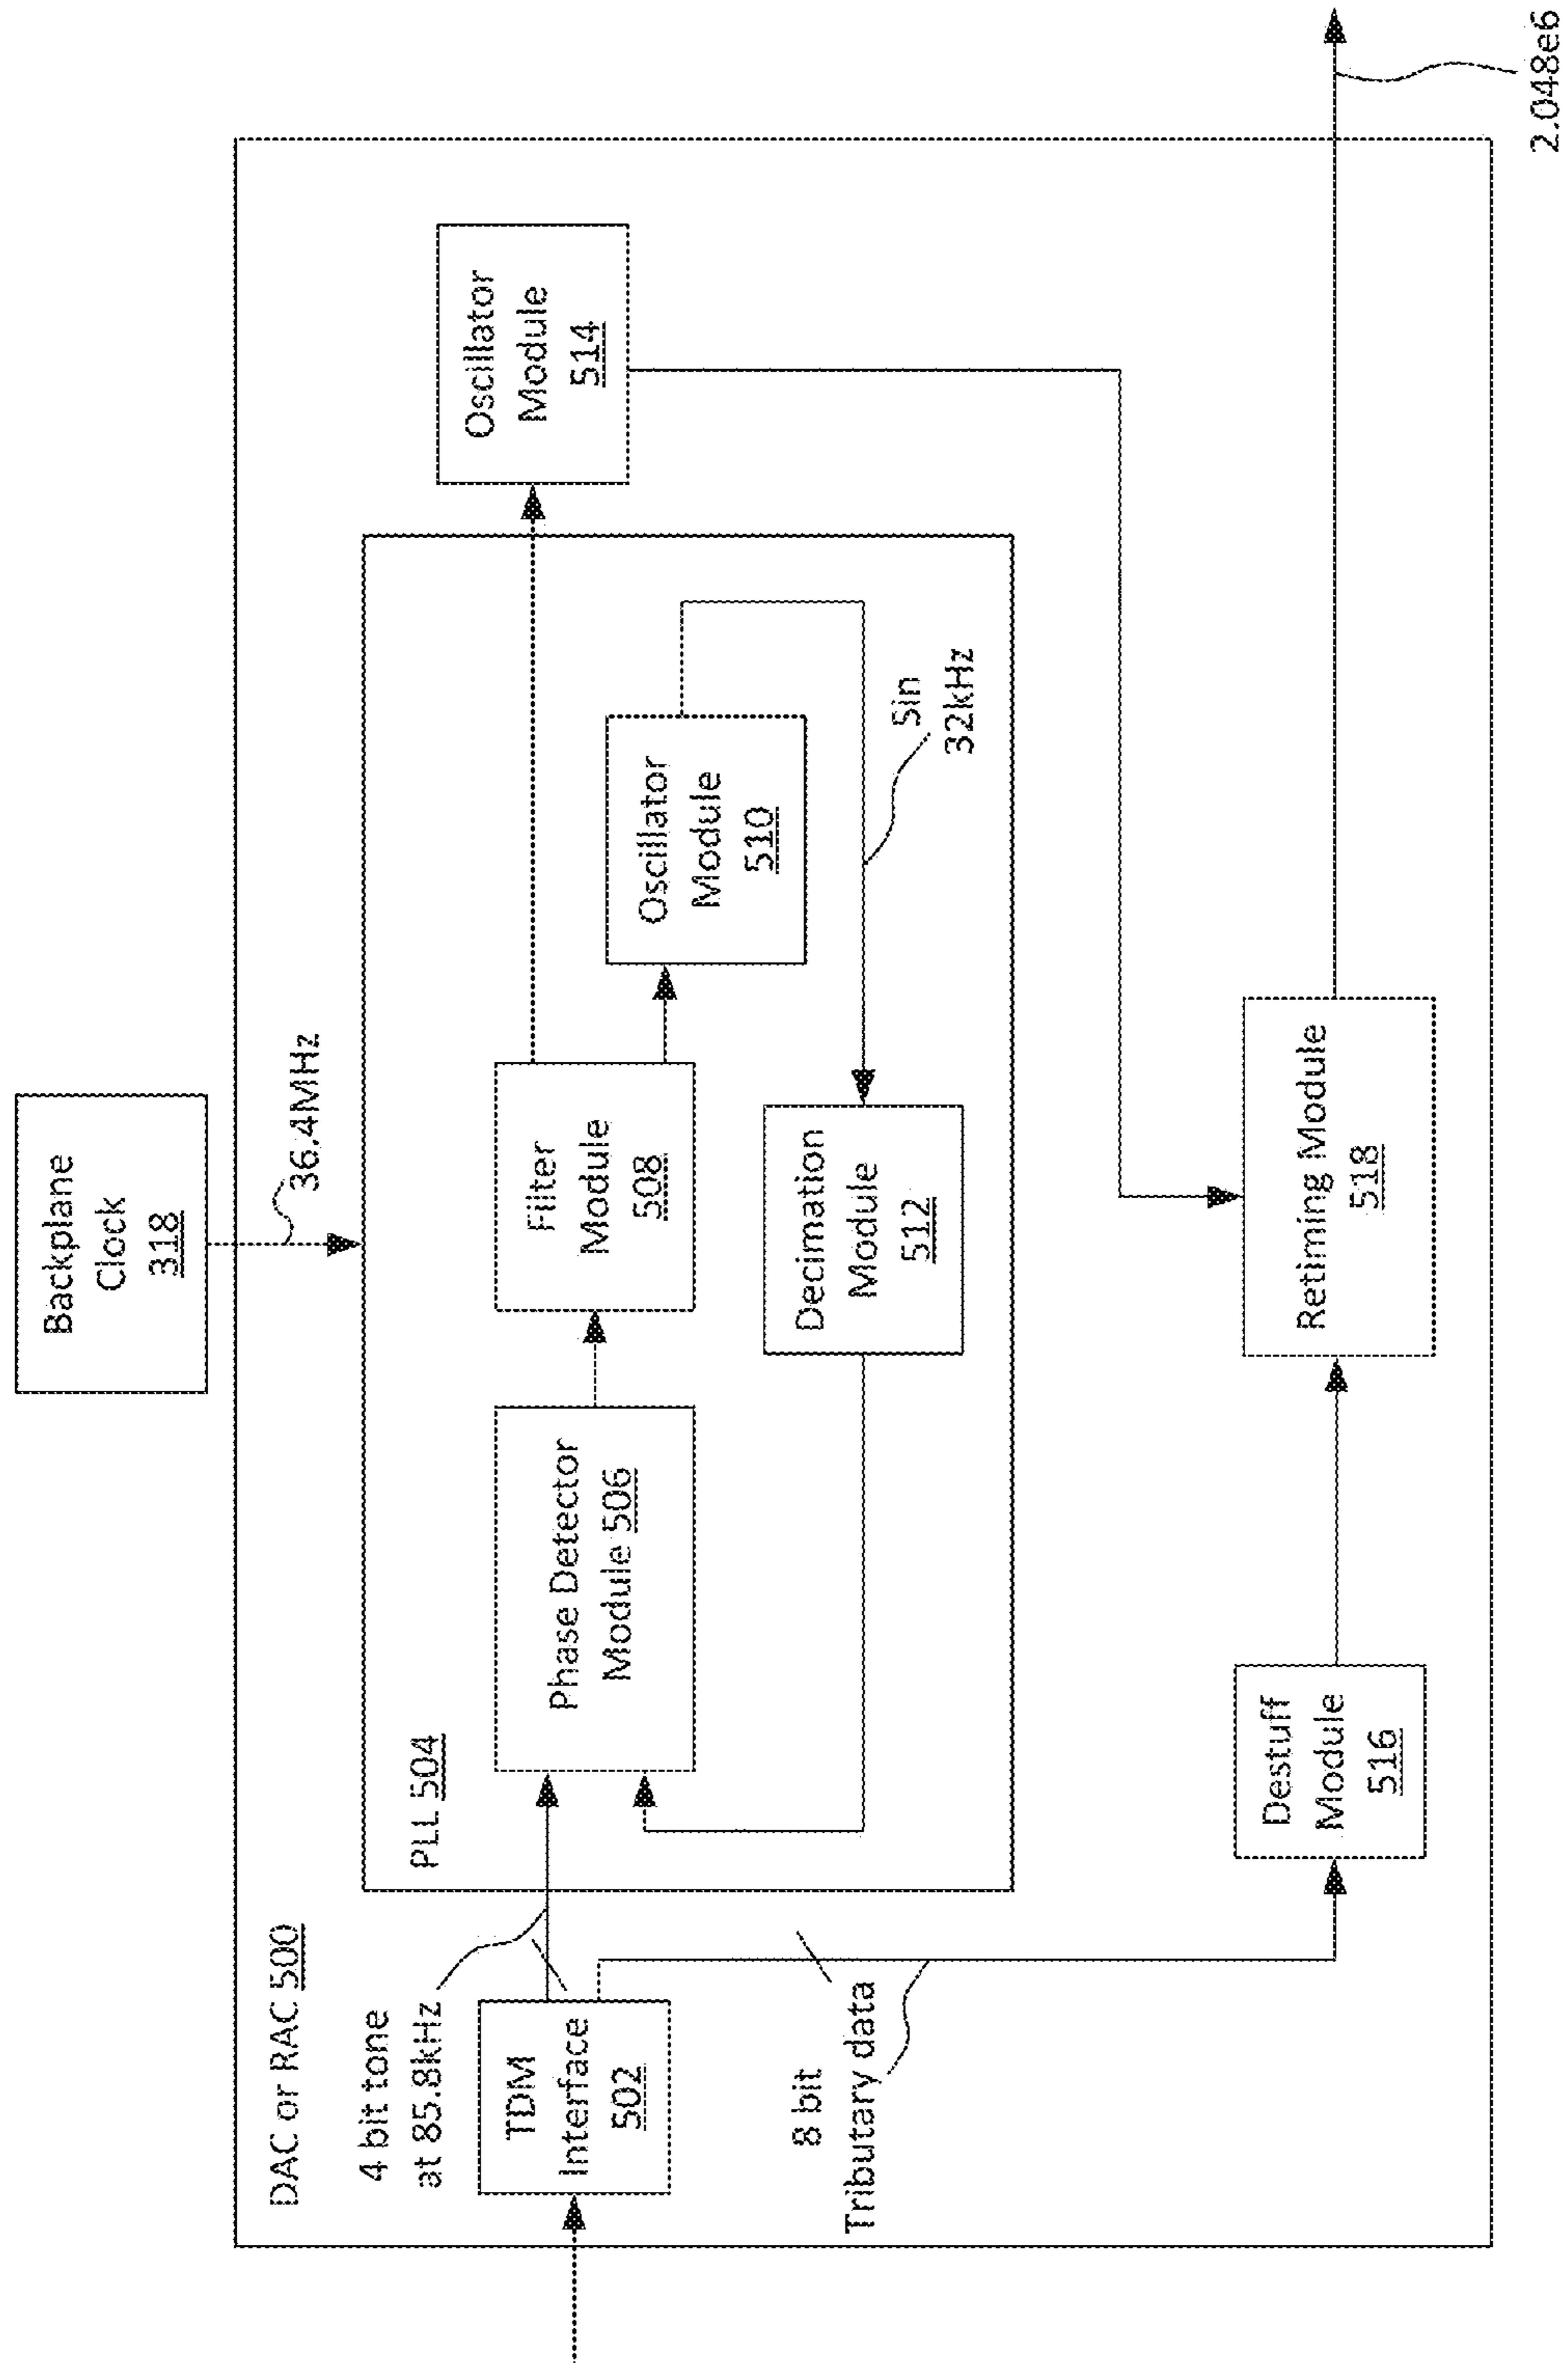 Backplane
Clock
318
36.4MHz
DAC or RAC 500
4 bit tone
at 85.8kHz
TDM
Interface
502
8 bit
Tributary data
PLL 504
Phase Detector
Module 506
Filter
Module
508
Oscillator
Module
510
Sin
32kHz
Decimation
Module
512
Oscillator
Module
514
Destuff
Module
516
Retiming Module
518
2.048e6